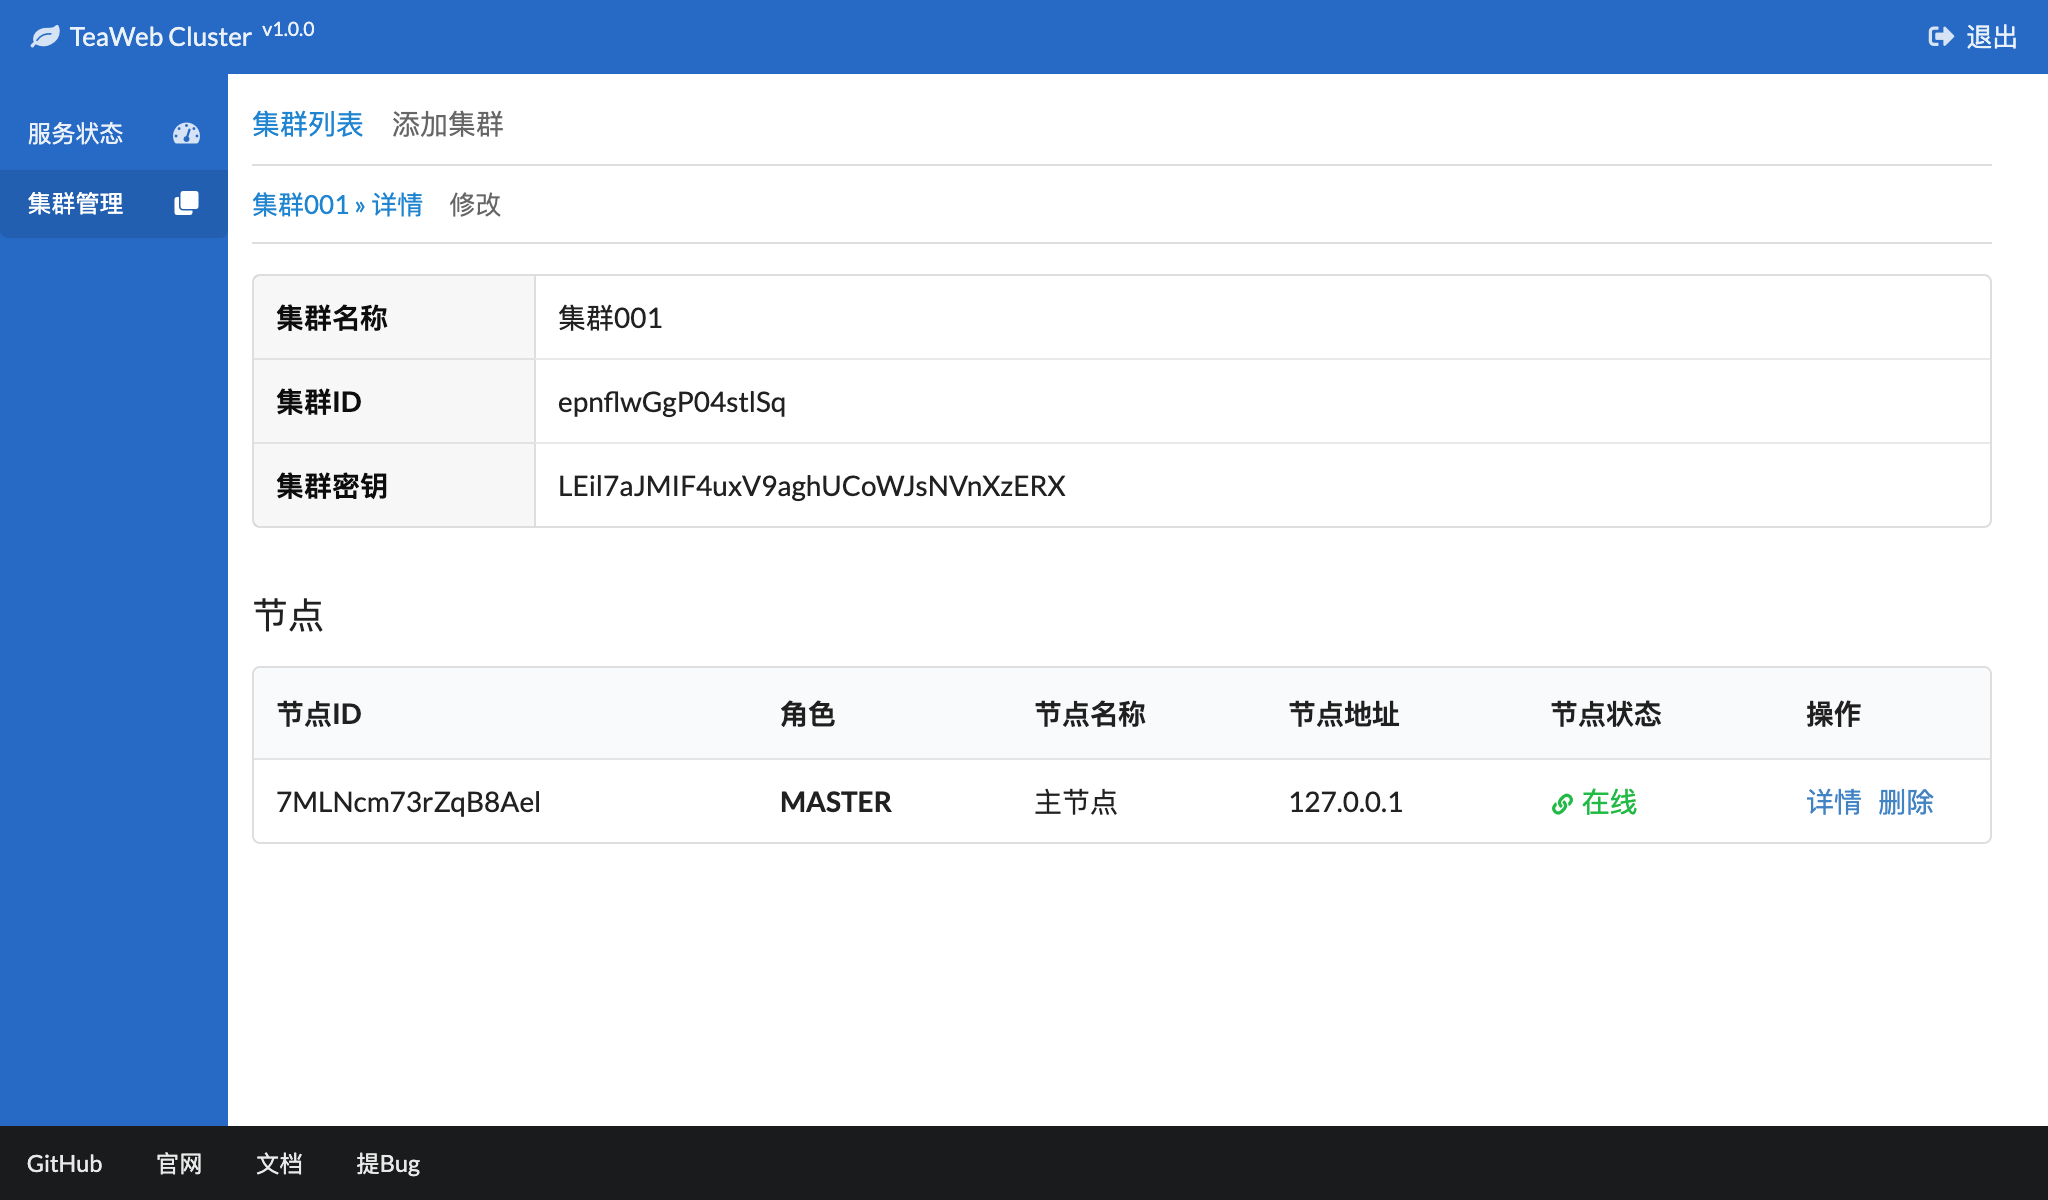 TeaWeb Cluster v1.0.0
退出
服务状态
集群管理
集群列表 添加集群
集群001 » 详情 修改
集群名称 集群001
集群ID epnflwGgP04stlSq
集群密钥 LEil7aJMIF4uxV9aghUCoWJsNVnXzERX
节点
节点ID 角色 节点名称 节点地址 节点状态 操作
7MLNcm73rZqB8Ael MASTER 主节点 127.0.0.1 在线 详情 删除
GitHub 官网 文档 提Bug